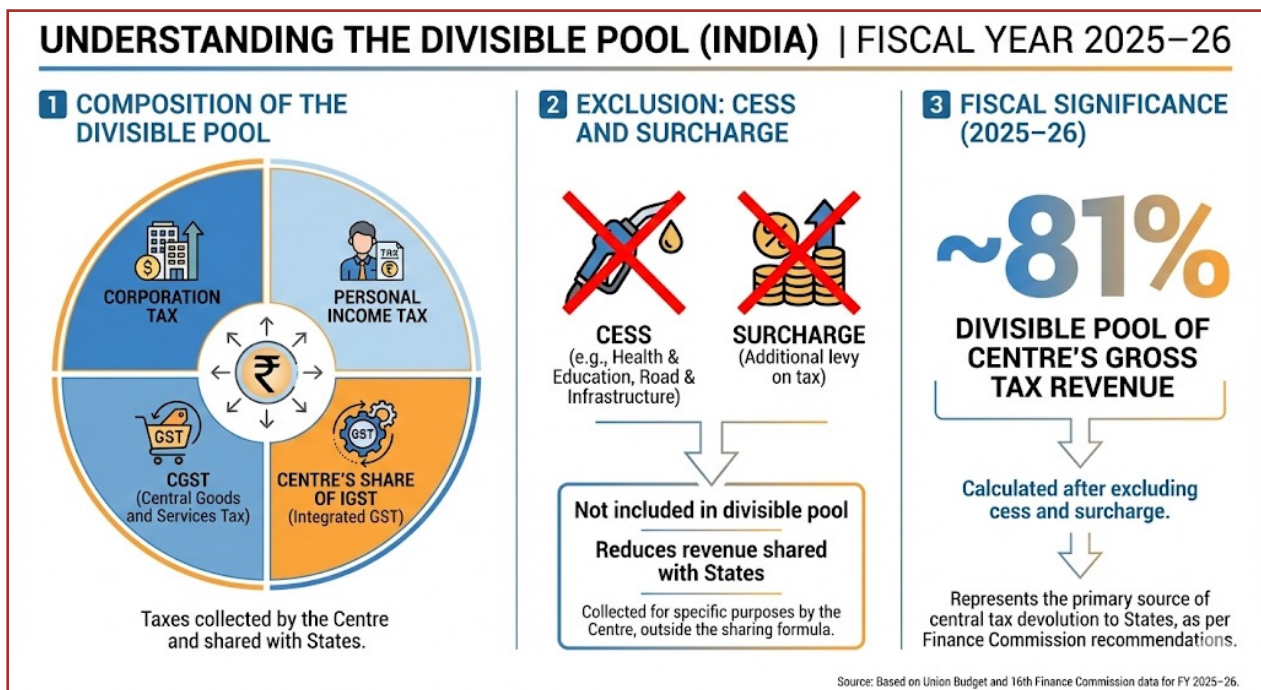 UNDERSTANDING THE DIVISIBLE POOL (INDIA) | FISCAL YEAR 2025–26
1 COMPOSITION OF THE
DIVISIBLE POOL
CORPORATION
TAX
TAX
PERSONAL
INCOME TAX
GST
CGST
(Central Goods
and Services Tax)
GST
CENTRE'S SHARE
OF IGST
(Integrated GST)
Taxes collected by the Centre
and shared with States.
2 EXCLUSION: CESS
AND SURCHARGE
CESS
(e.g., Health &
Education, Road &
Infrastructure)
SURCHARGE
(Additional levy
on tax)
Not included in divisible pool
Reduces revenue shared
with States
Collected for specific purposes by the
Centre, outside the sharing formula.
3 FISCAL SIGNIFICANCE
(2025–26)
~81%
DIVISIBLE POOL OF
CENTRE'S GROSS
TAX REVENUE
Calculated after excluding
cess and surcharge.
Represents the primary source of
central tax devolution to States, as per
Finance Commission recommendations.
Source: Based on Union Budget and 16th Finance Commission data for FY 2025–26.